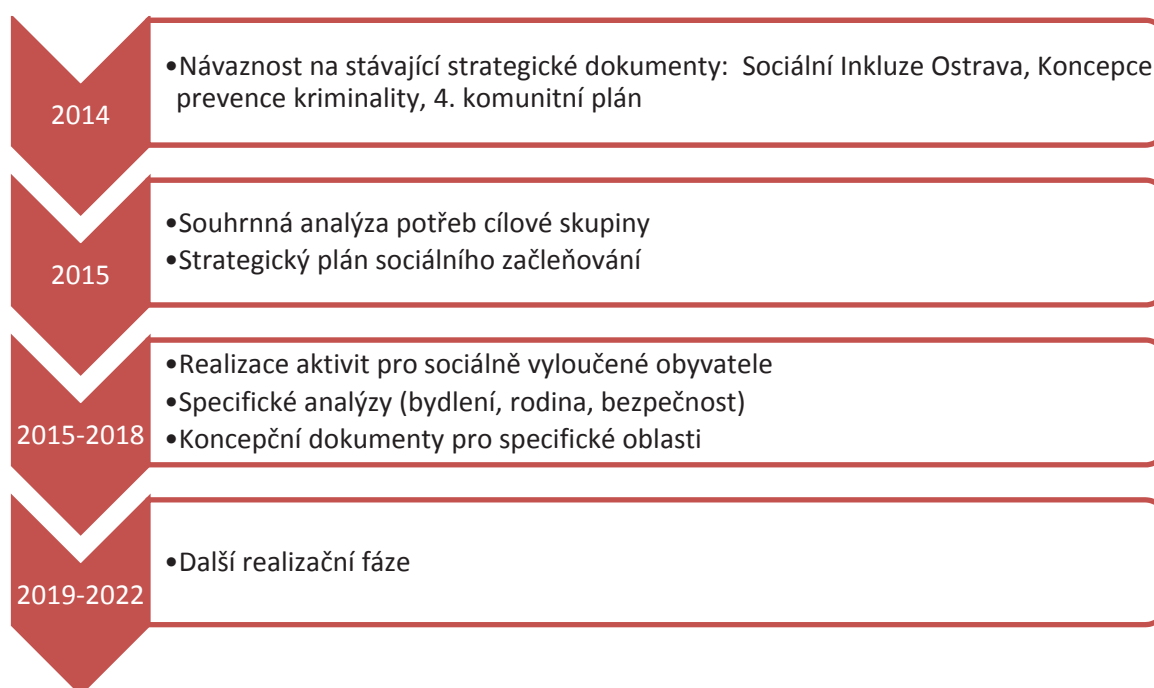 2014
•Návaznost na stávající strategické dokumenty:  Sociální Inkluze Ostrava, Koncepce
prevence kriminality, 4. komunitní plán
2015
•Souhrnná analýza potřeb cílové skupiny
•Strategický plán sociálního začleňování
2015-2018
•Realizace aktivit pro sociálně vyloučené obyvatele
•Specifické analýzy (bydlení, rodina, bezpečnost)
•Koncepční dokumenty pro specifické oblasti
2019-2022
•Další realizační fáze